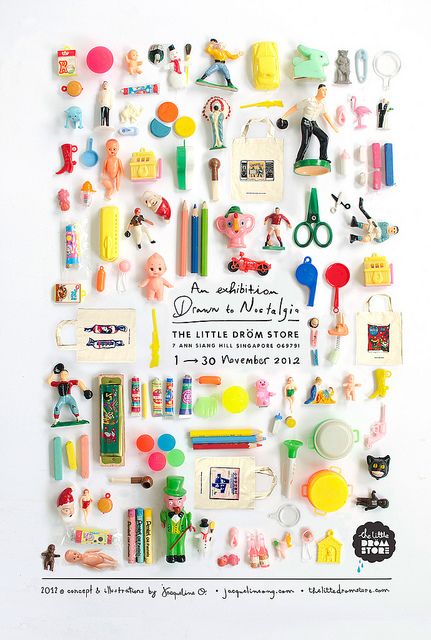 An exhibition
Drawn to Nostalgia
THE LITTLE DRÖM STORE
7 ANN SIANG HILL SINGAPORE 069791
1 → 30 November 2012
the little
DRÖM
STORE
2012 © concept & illustrations by Jacqueline G. • jacquelinegng.com • thelittledromstore.com